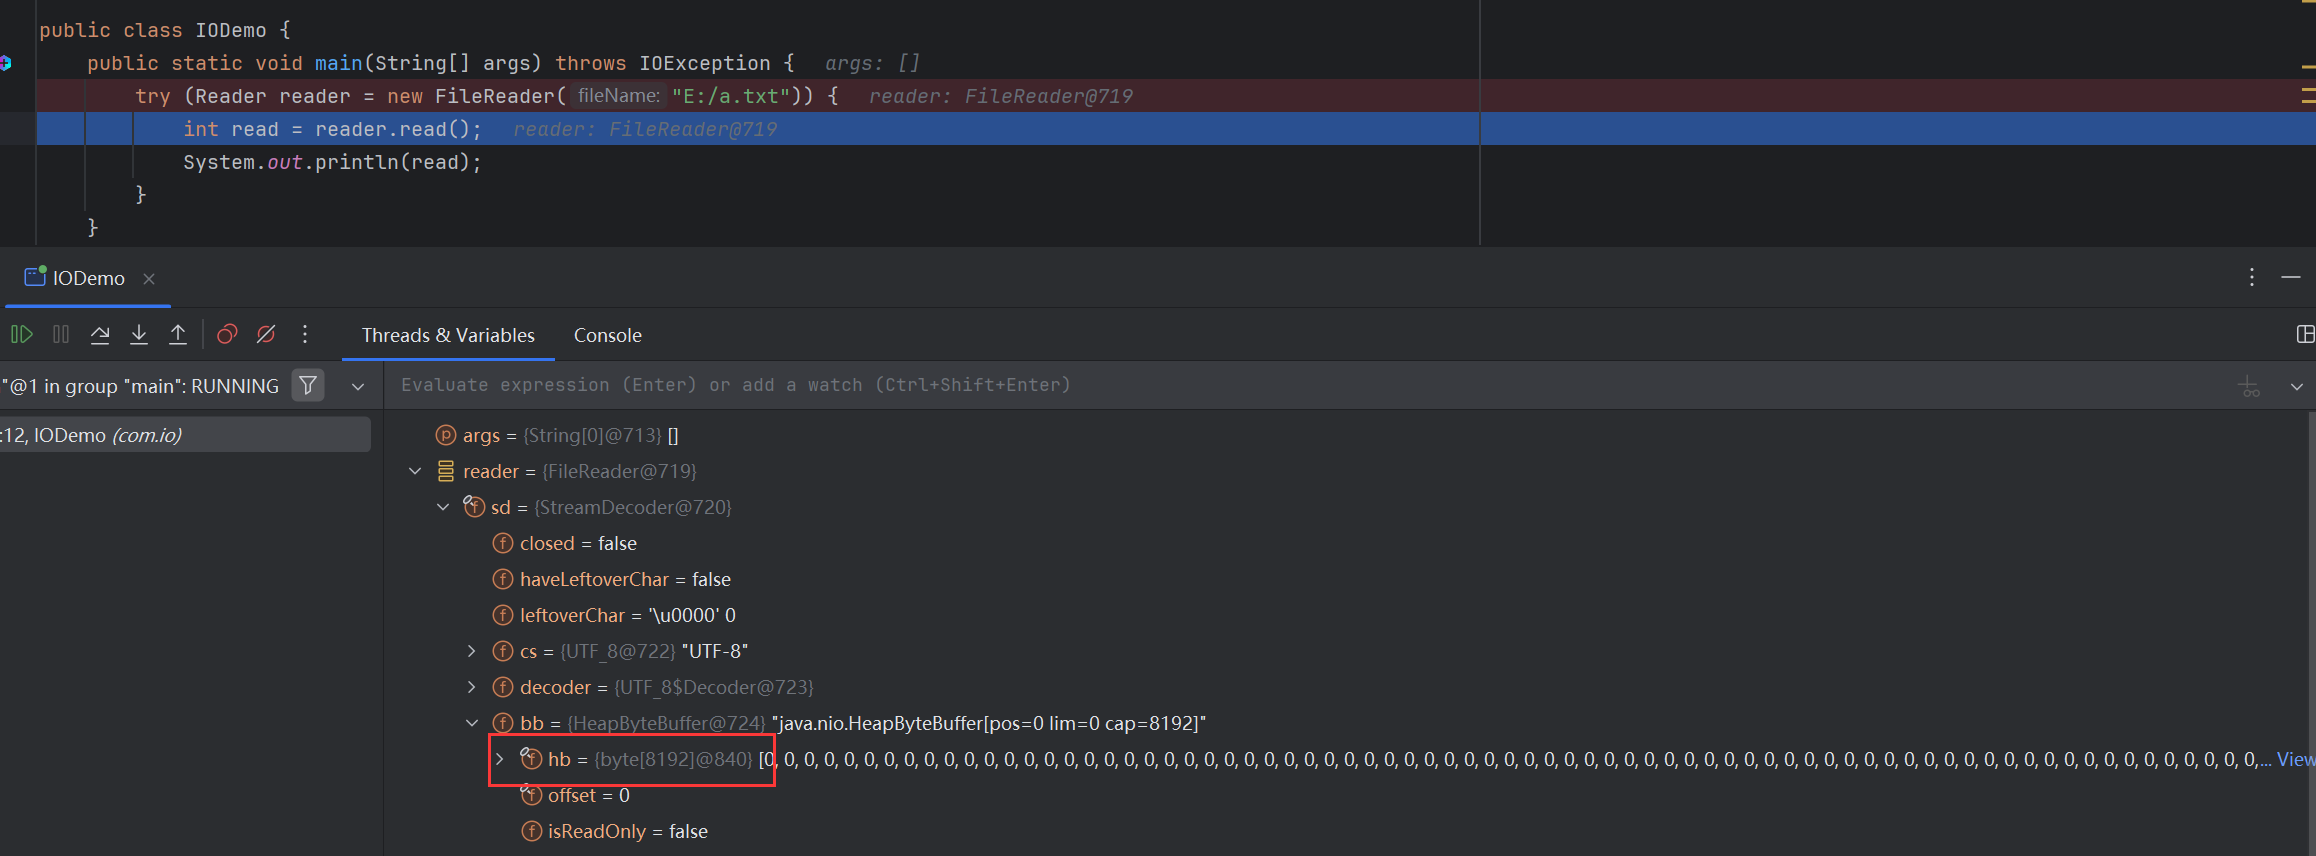 public class IODemo {
public static void main(String[] args) throws IOException {   args: []
try (Reader reader = new FileReader( fileName: "E:/a.txt")) {   reader: FileReader@719
int read = reader.read();   reader: FileReader@719
System.out.println(read);
}
}
IODemo
Threads & Variables   Console
"@1 in group "main": RUNNING
Evaluate expression (Enter) or add a watch (Ctrl+Shift+Enter)
:12, IODemo (com.io)
args = {String[0]@713} []
reader = {FileReader@719}
sd = {StreamDecoder@720}
closed = false
haveLeftoverChar = false
leftoverChar = '\u0000' 0
cs = {UTF_8@722} "UTF-8"
decoder = {UTF_8$Decoder@723}
bb = {HeapByteBuffer@724} "java.nio.HeapByteBuffer[pos=0 lim=0 cap=8192]"
hb = {byte[8192]@840} [0, 0, 0, 0, 0, 0, 0, 0, 0, 0, 0, 0, 0, 0, 0, 0, 0, 0, 0, 0, 0, 0, 0, 0, 0, 0, 0, 0, 0, 0, 0, 0, 0, 0, 0, 0, 0, 0, 0, 0, 0, 0, 0, 0, 0, 0, 0, 0, 0, 0, 0, 0, 0, 0, 0, 0, 0, 0, 0, 0, 0, 0, 0, 0, 0, 0, 0, 0, 0, 0, 0, 0, 0, 0, 0,... View
offset = 0
isReadOnly = false